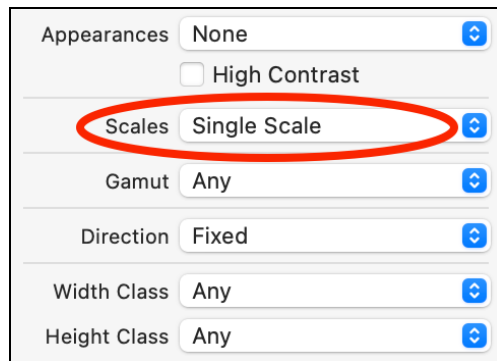 Appearances None
High Contrast
Scales Single Scale
Gamut Any
Direction Fixed
Width Class Any
Height Class Any